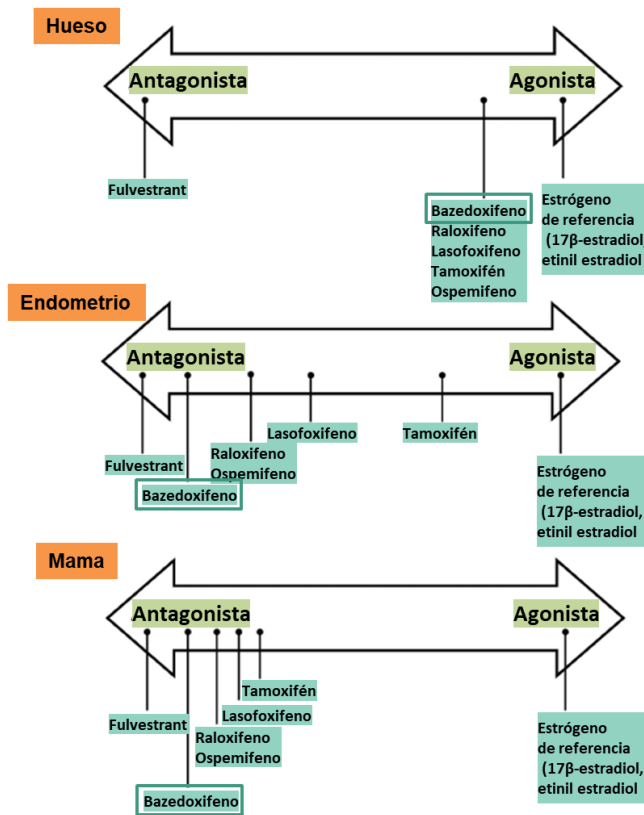 Hueso
Antagonista
Agonista
Fulvestrant
Bazedoxifeno
Raloxifeno
Lasofoxifeno
Tamoxifén
Ospemifeno
Estrógeno
de referencia
(17β-estradiol,
etinil estradiol
Endometrio
Antagonista
Agonista
Fulvestrant
Bazedoxifeno
Raloxifeno
Ospemifeno
Lasofoxifeno
Tamoxifén
Estrógeno
de referencia
(17β-estradiol,
etinil estradiol
Mama
Antagonista
Agonista
Fulvestrant
Bazedoxifeno
Raloxifeno
Ospemifeno
Lasofoxifeno
Tamoxifén
Estrógeno
de referencia
(17β-estradiol,
etinil estradiol